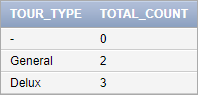 TOUR_TYPE TOTAL_COUNT
- 0
General 2
Delux 3